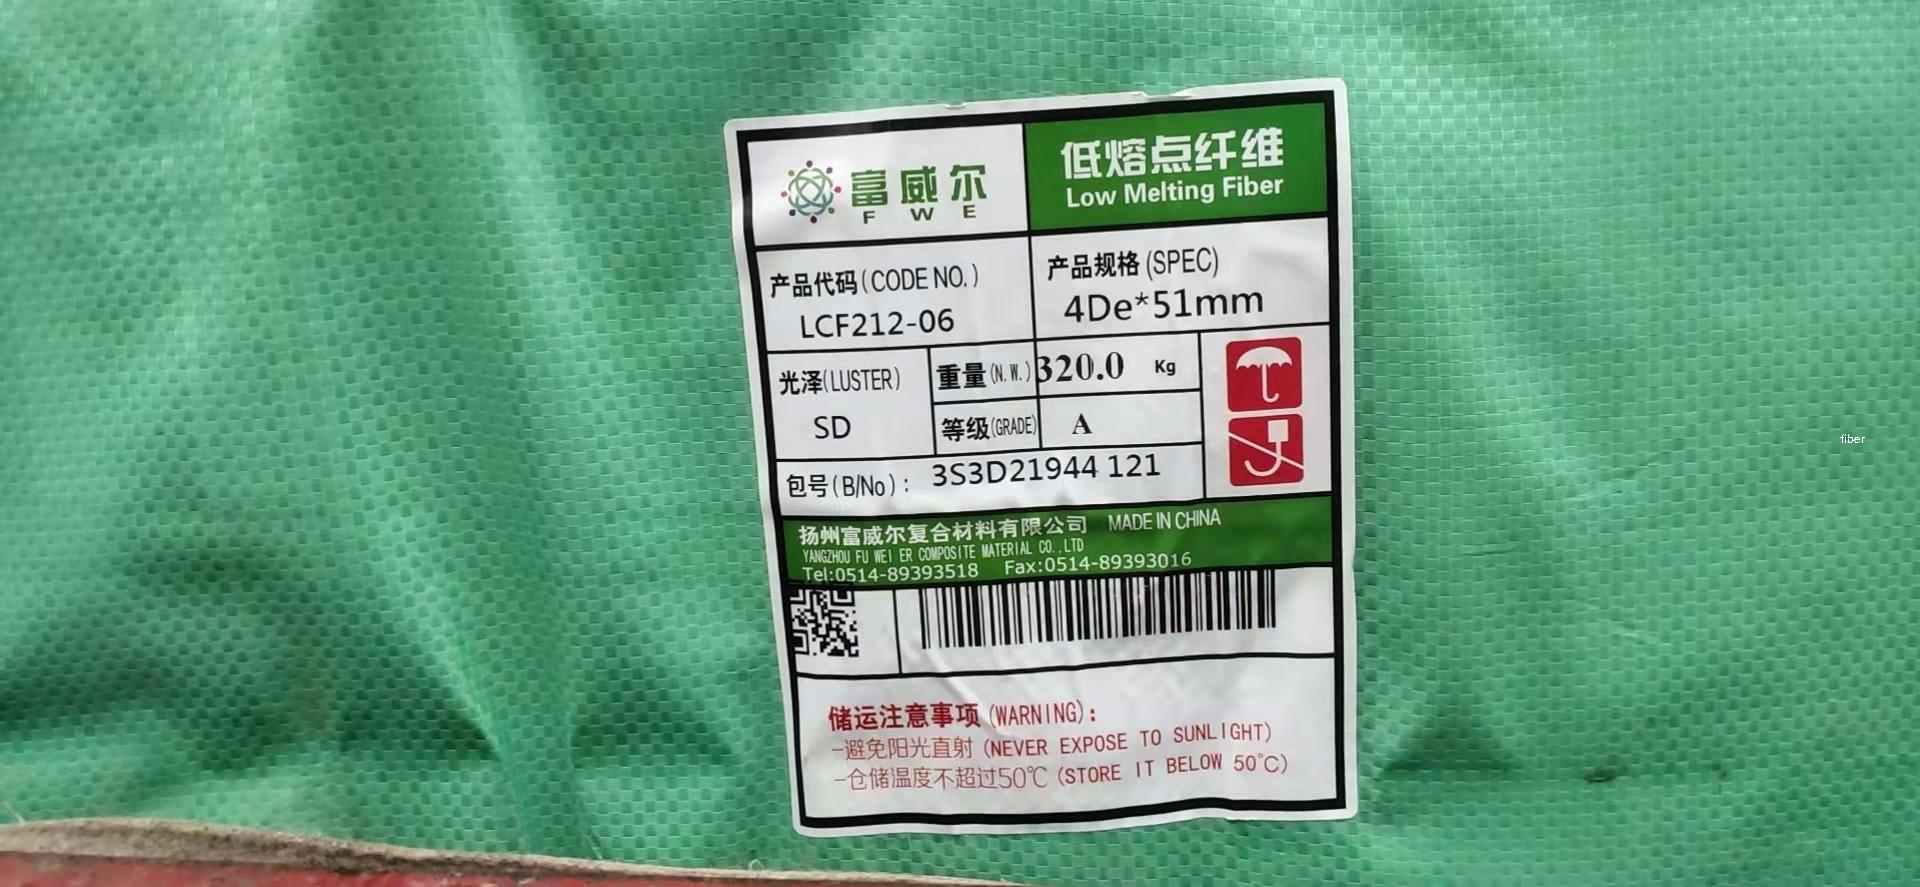 富威尔
FWE
低熔点纤维
Low Melting Fiber
产品代码(CODE NO.)
LCF212-06
产品规格(SPEC)
4De*51mm
光泽(LUSTER)
SD
重量(N.W.) 320.0 Kg
等级(GRADE) A
包号(B/No): 3S3D21944 121
扬州富威尔复合材料有限公司 MADE IN CHINA
YANGZHOU FU WEI ER COMPOSITE MATERIAL CO.,LTD
Tel:0514-89393518 Fax:0514-89393016
储运注意事项(WARNING):
-避免阳光直射(NEVER EXPOSE TO SUNLIGHT)
-仓储温度不超过50℃(STORE IT BELOW 50℃)
fiber